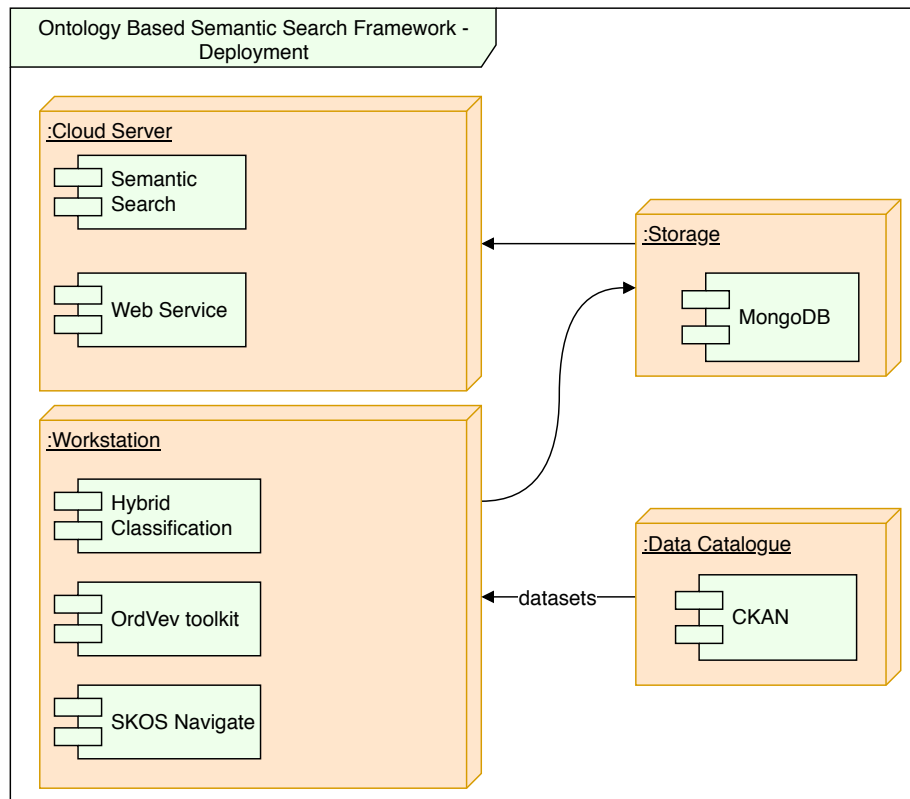 Ontology Based Semantic Search Framework -
Deployment
:Cloud Server
Semantic
Search
Web Service
:Storage
MongoDB
:Workstation
Hybrid
Classification
OrdVev toolkit
SKOS Navigate
:Data Catalogue
datasets
CKAN